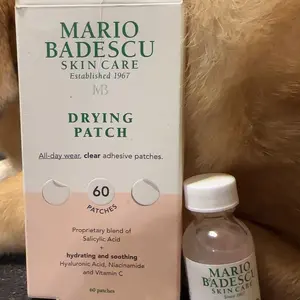 MARIO
BADESCU
SKIN CARE
Established 1967
MB
DRYING
PATCH
All-day wear, clear adhesive patches.
60
PATCHES
Proprietary blend of
Salicylic Acid
+
hydrating and soothing
Hyaluronic Acid, Niacinamide
and Vitamin C
60 patches
MARIO
BADESCU
SKIN CARE